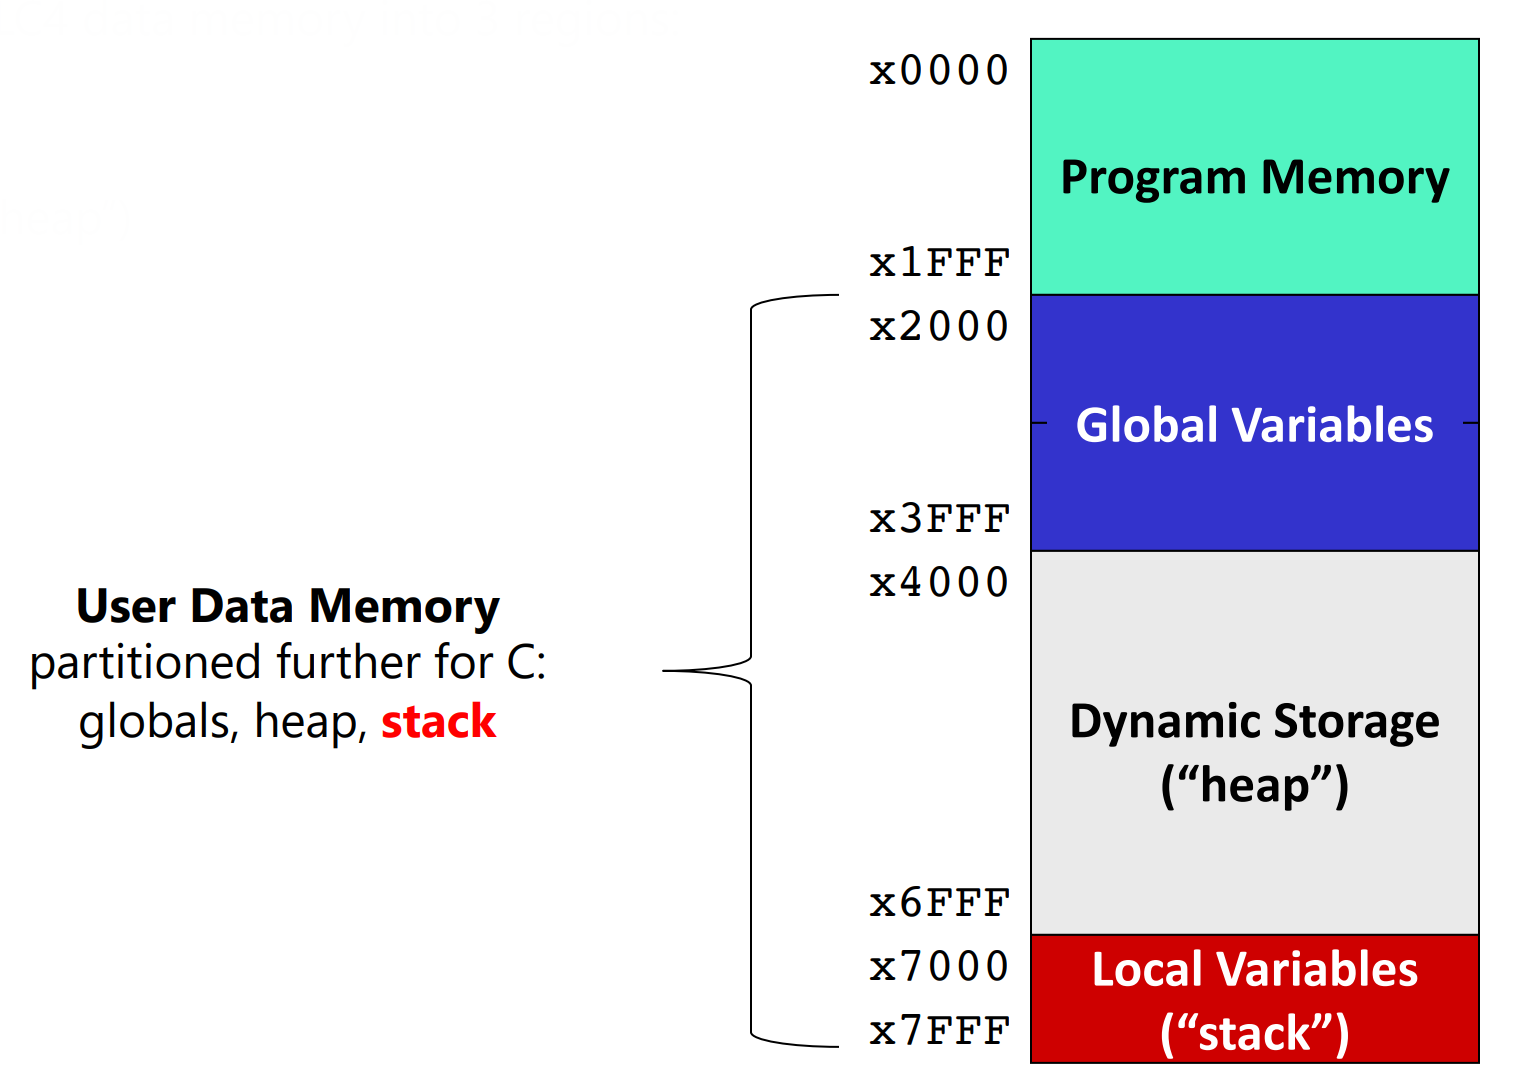 x0000
Program Memory
x1FFF
x2000
Global Variables
x3FFF
x4000
User Data Memory
partitioned further for C:
globals, heap, stack
Dynamic Storage
(“heap”)
x6FFF
x7000
Local Variables
(“stack”)
x7FFF